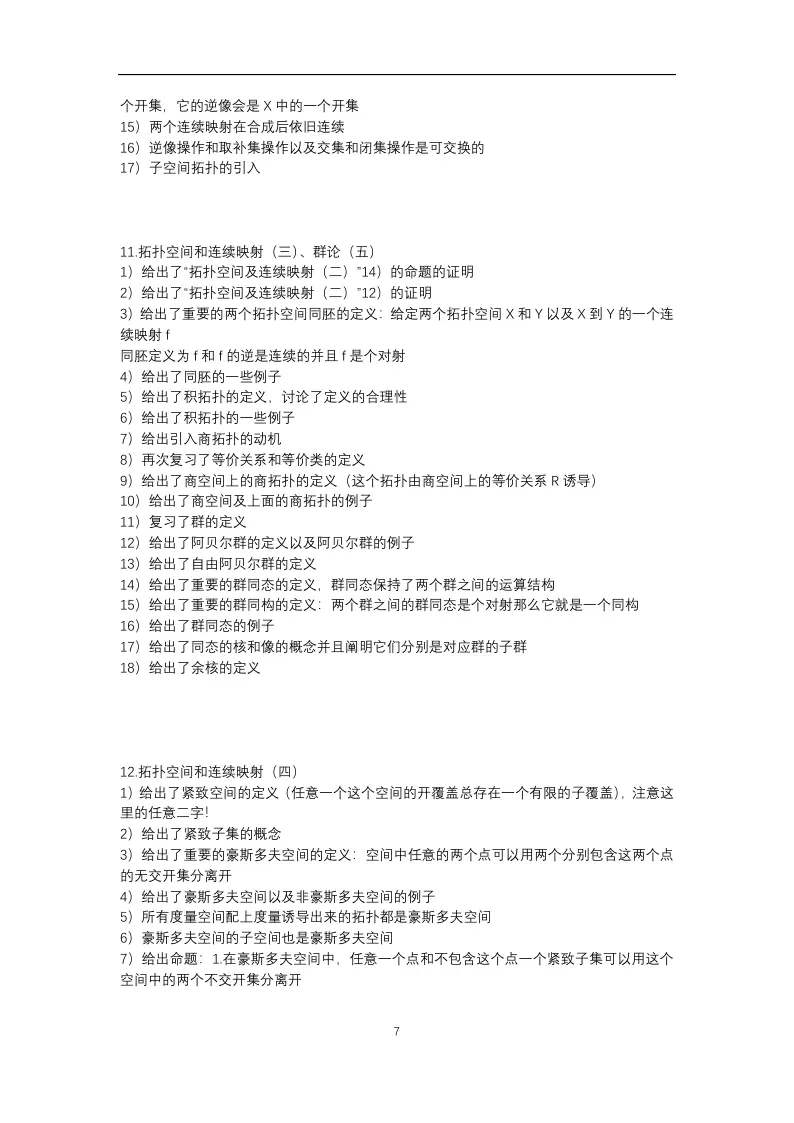 个开集，它的逆像会是 X 中的一个开集
15）两个连续映射在合成后依旧连续
16）逆像操作和取补集操作以及交集和闭集操作是可交换的
17）子空间拓扑的引入
11.拓扑空间和连续映射（三）、群论（五）
1）给出了“拓扑空间及连续映射（二）”14）的命题的证明
2）给出了“拓扑空间及连续映射（二）”12）的证明
3）给出了重要的两个拓扑空间同胚的定义：给定两个拓扑空间 X 和 Y 以及 X 到 Y 的一个连
续映射 f
同胚定义为 f 和 f 的逆是连续的并且 f 是个对射
4）给出了同胚的一些例子
5）给出了积拓扑的定义，讨论了定义的合理性
6）给出了积拓扑的一些例子
7）给出引入商拓扑的动机
8）再次复习了等价关系和等价类的定义
9）给出了商空间上的商拓扑的定义（这个拓扑由商空间上的等价关系 R 诱导）
10）给出了商空间及上面的商拓扑的例子
11）复习了群的定义
12）给出了阿贝尔群的定义以及阿贝尔群的例子
13）给出了自由阿贝尔群的定义
14）给出了重要的群同态的定义，群同态保持了两个群之间的运算结构
15）给出了重要的群同构的定义：两个群之间的群同态是个对射那么它就是一个同构
16）给出了群同态的例子
17）给出了同态的核和像的概念并且阐明它们分别是对应群的子群
18）给出了余核的定义
12.拓扑空间和连续映射（四）
1）给出了紧致空间的定义（任意一个这个空间的开覆盖总存在一个有限的子覆盖），注意这
里的任意二字！
2）给出了紧致子集的概念
3）给出了重要的豪斯多夫空间的定义：空间中任意的两个点可以用两个分别包含这两个点
的无交开集分离开
4）给出了豪斯多夫空间以及非豪斯多夫空间的例子
5）所有度量空间配上度量诱导出来的拓扑都是豪斯多夫空间
6）豪斯多夫空间的子空间也是豪斯多夫空间
7）给出命题：1.在豪斯多夫空间中，任意一个点和不包含这个点一个紧致子集可以用这个
空间中的两个不交开集分离开
7